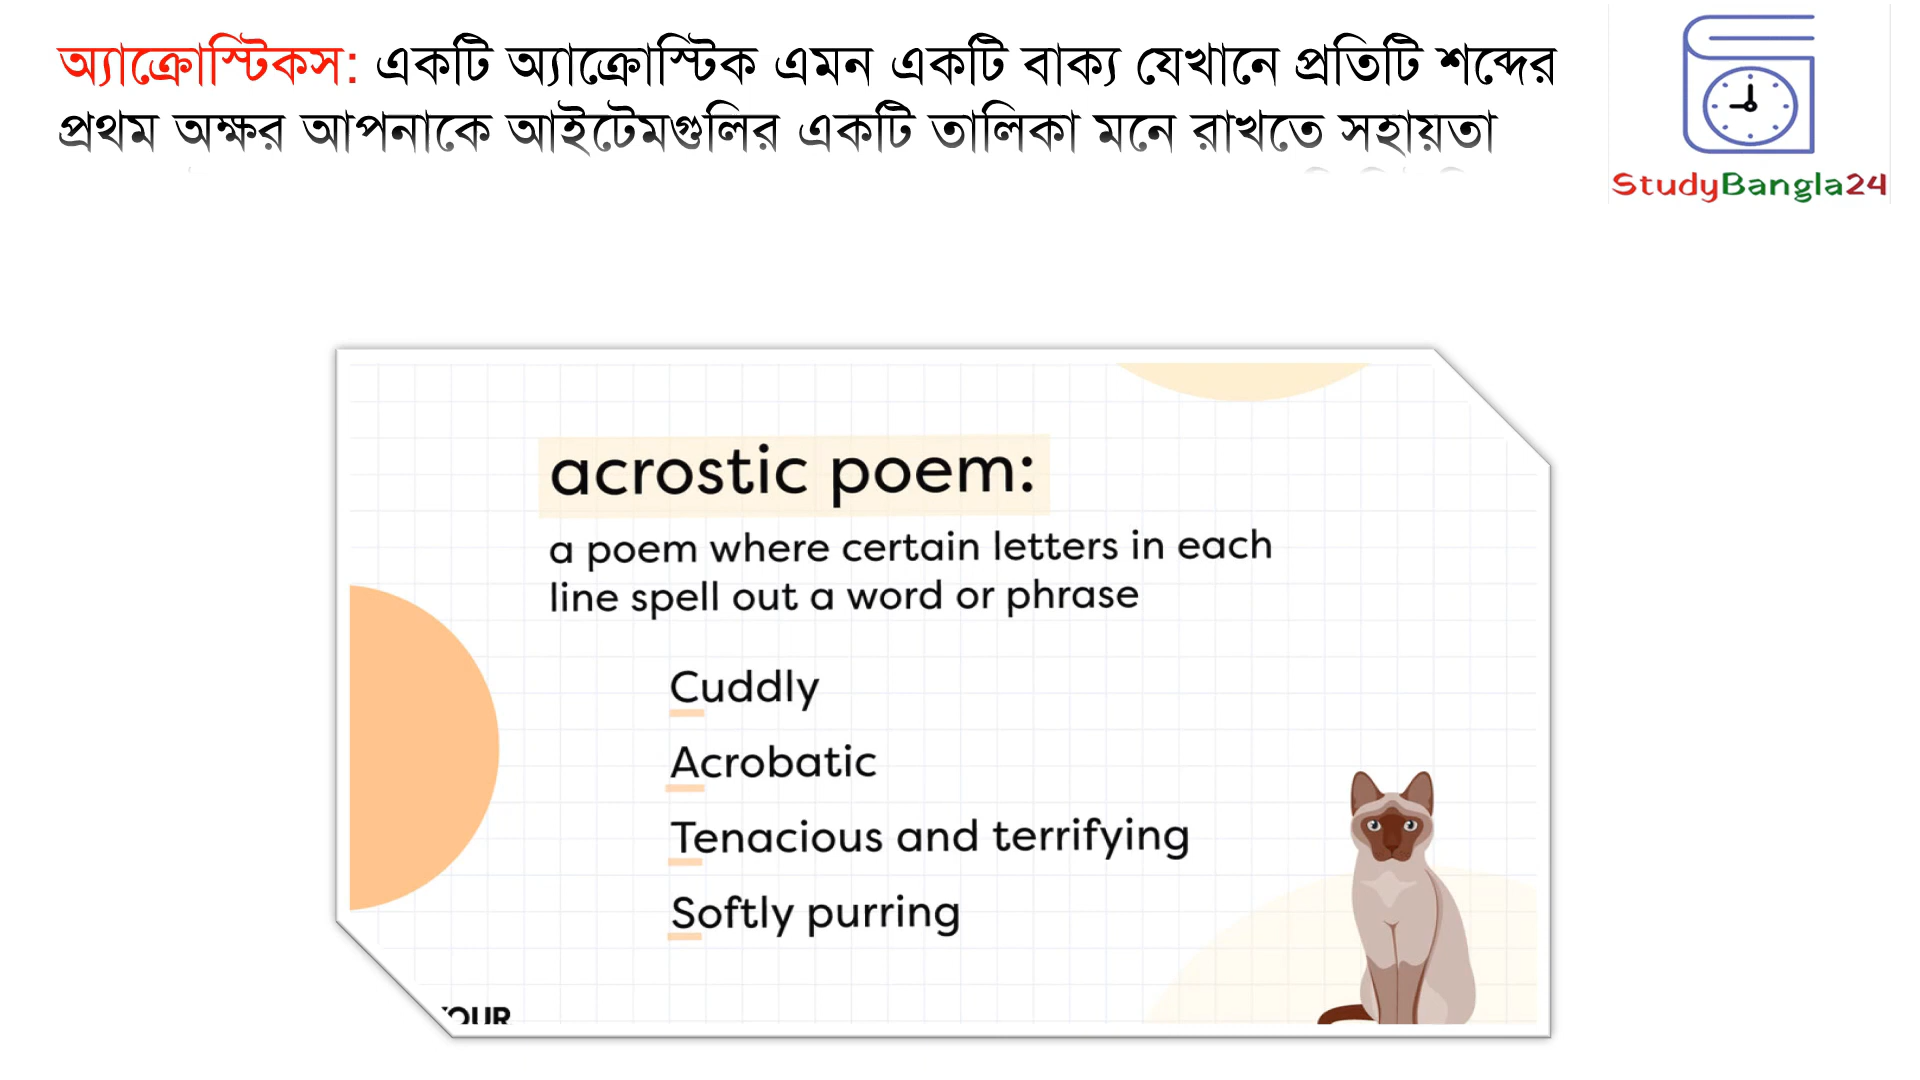 অ্যাক্রোস্টিকস: একটি অ্যাক্রোস্টিক এমন একটি বাক্য যেখানে প্রতিটি শব্দের
প্রথম অক্ষর আপনাকে আইটেমগুলির একটি তালিকা মনে রাখতে সহায়তা
StudyBangla24
acrostic poem:
a poem where certain letters in each
line spell out a word or phrase
Cuddly
Acrobatic
Tenacious and terrifying
Softly purring